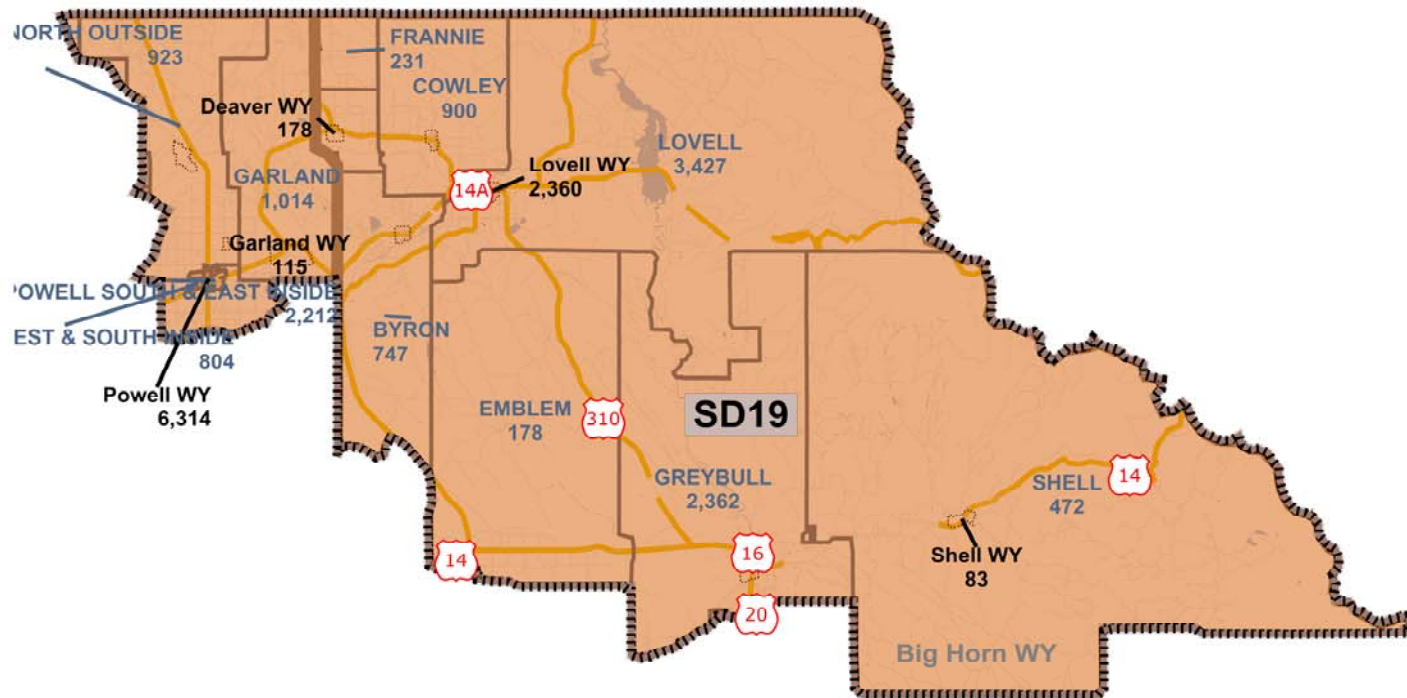 NORTH OUTSIDE
923
FRANNIE
231
COWLEY
900
Deaver WY
178
LOVELL
3,427
Lovell WY
2,360
14A
GARLAND
1,014
Garland WY
115
POWELL SOUTH & EAST INSIDE
2,212
EST & SOUTH INSIDE
804
BYRON
747
Powell WY
6,314
EMBLEM
178
310
SD19
GREYBULL
2,362
SHELL
472
14
Shell WY
83
14
16
20
Big Horn WY